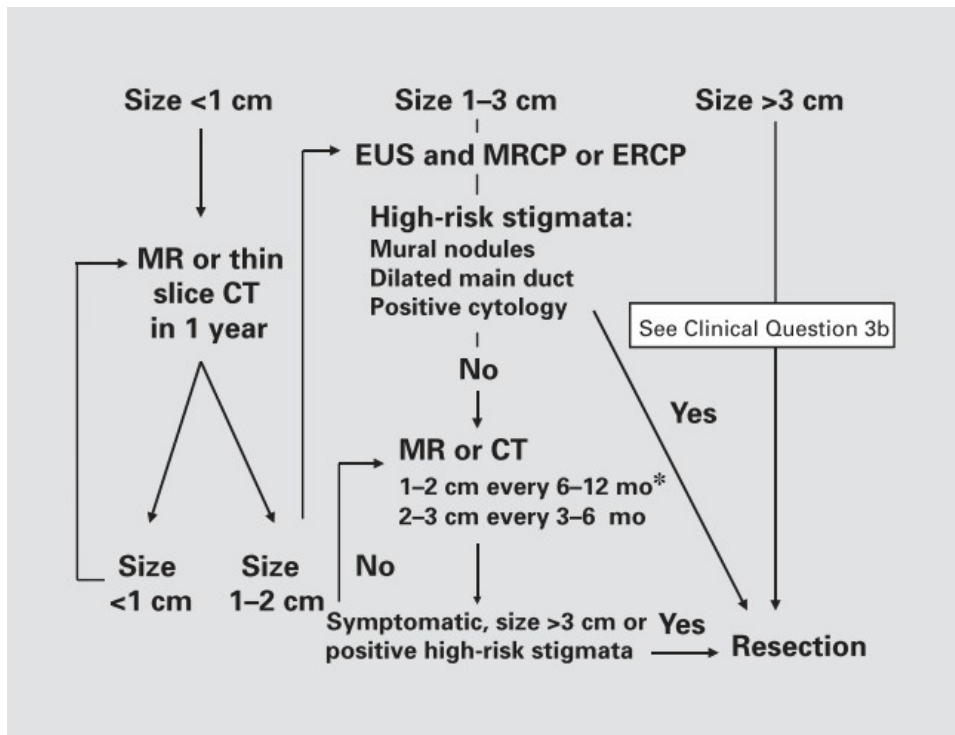 Size <1 cm
Size 1–3 cm
Size >3 cm
EUS and MRCP or ERCP
High-risk stigmata:
Mural nodules
Dilated main duct
Positive cytology
MR or thin
slice CT
in 1 year
See Clinical Question 3b
No
Yes
MR or CT
1–2 cm every 6–12 mo*
2–3 cm every 3–6 mo
Size
<1 cm
Size
1–2 cm
No
Symptomatic, size >3 cm or
positive high-risk stigmata
Yes
Resection